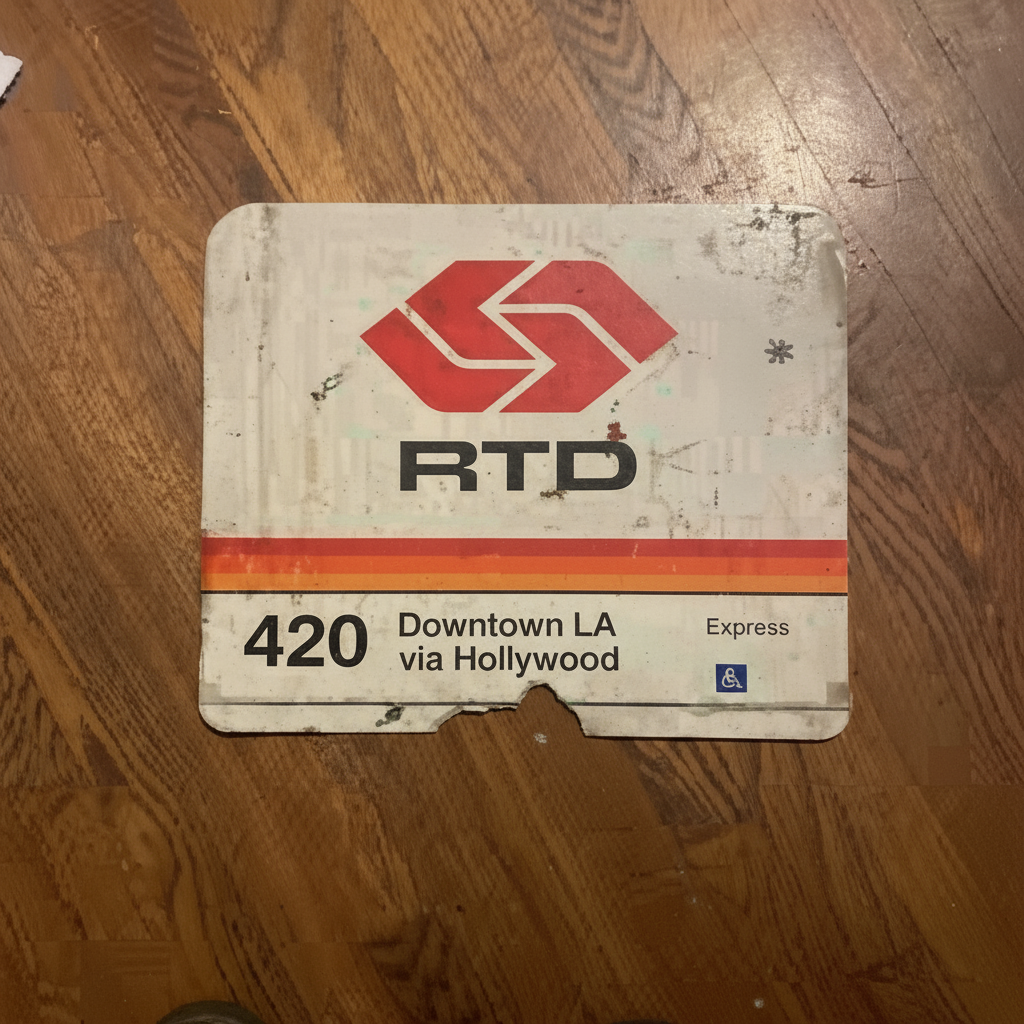 RTD
420 Downtown LA
via Hollywood
Express